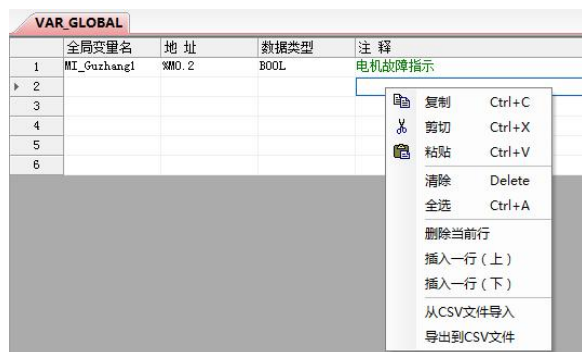 VAR_GLOBAL
全局变量名 地 址 数据类型 注 释
1 MI_Guzhang1 %M0.2 BOOL 电机故障指示
2
3
4
5
6
复制 Ctrl+C
剪切 Ctrl+X
粘贴 Ctrl+V
清除 Delete
全选 Ctrl+A
删除当前行
插入一行（上）
插入一行（下）
从CSV文件导入
导出到CSV文件